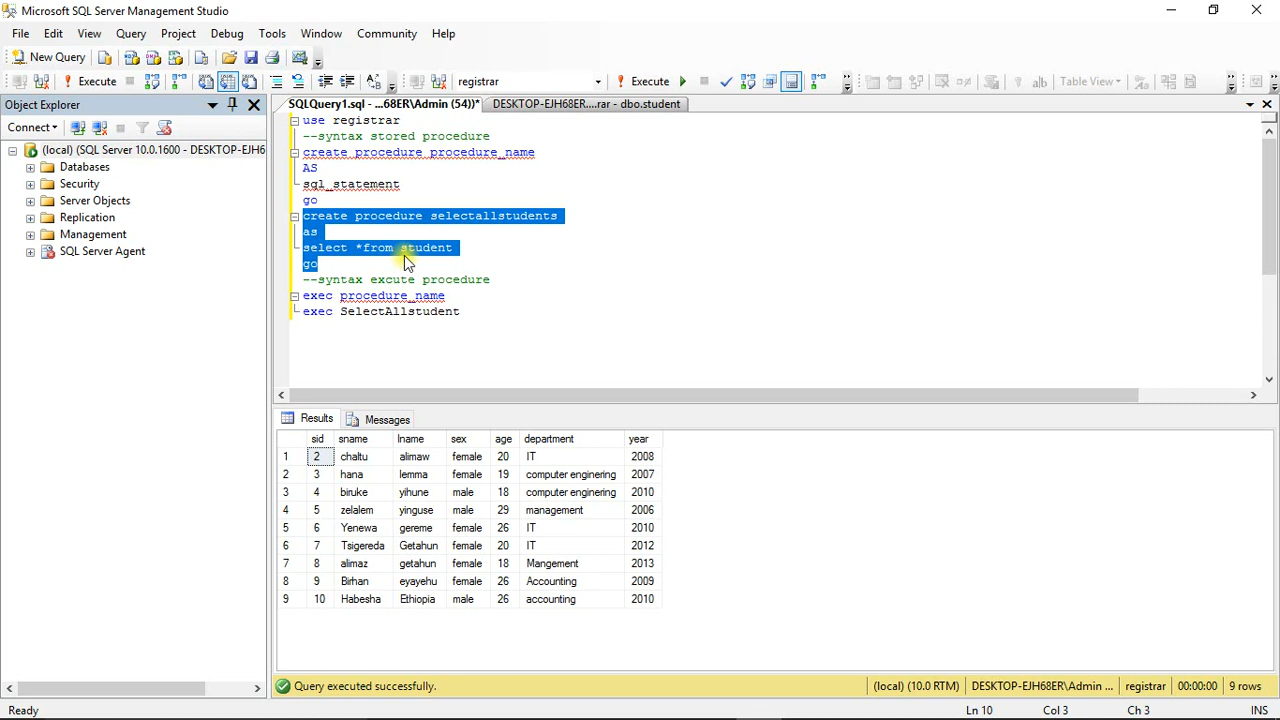 Microsoft SQL Server Management Studio
File Edit View Query Project Debug Tools Window Community Help
New Query
Execute registrar Execute Table View
Object Explorer
SQLQuery1.sql - ...68ER\Admin (54))* DESKTOP-EJH68ER....rar - dbo.student
Connect
(local) (SQL Server 10.0.1600 - DESKTOP-EJH6
Databases
Security
Server Objects
Replication
Management
SQL Server Agent
use registrar
--syntax stored procedure
create procedure procedure_name
AS
sql_statement
go
create procedure selectallstudents
as
select *from student
go
--syntax excute procedure
exec procedure_name
exec SelectAllstudent
Results Messages
sid sname lname sex age department year
1 2 chaltu alimaw female 20 IT 2008
2 3 hana lemma female 19 computer enginering 2007
3 4 biruke yihune male 18 computer enginering 2010
4 5 zelalem yinguse male 29 management 2006
5 6 Yenewa gereme female 26 IT 2010
6 7 Tsigereda Getahun female 20 IT 2012
7 8 alimaz getahun female 18 Mangement 2013
8 9 Birhan eyayehu female 26 Accounting 2009
9 10 Habesha Ethiopia male 26 accounting 2010
Query executed successfully. (local) (10.0 RTM) DESKTOP-EJH68ER\Admin ... registrar 00:00:00 9 rows
Ready Ln 10 Col 3 Ch 3 INS